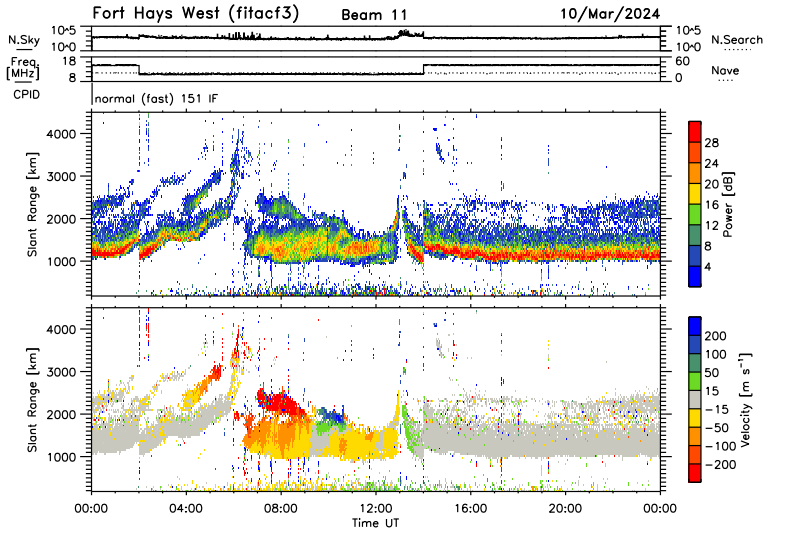 Fort Hays West (fitacf3) Beam 11 10/Mar/2024
N.Sky 10^5 10^0 10^5 10^0 N.Search
Freq. [MHz] 18 8 60 0 Nave
CPID normal (fast) 151 IF
4000
3000
2000
1000
Slant Range [km]
28
24
20
16
12
8
4
Power [dB]
4000
3000
2000
1000
Slant Range [km]
200
100
50
15
-15
-50
-100
-200
Velocity [m s⁻¹]
00:00 04:00 08:00 12:00 16:00 20:00 00:00
Time UT